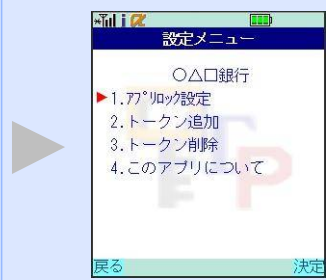 i α
設定メニュー
○△□銀行
1.ｱﾌﾟﾘﾛｯｸ設定
2.トークン追加
3.トークン削除
4.このアプリについて
戻る 決定